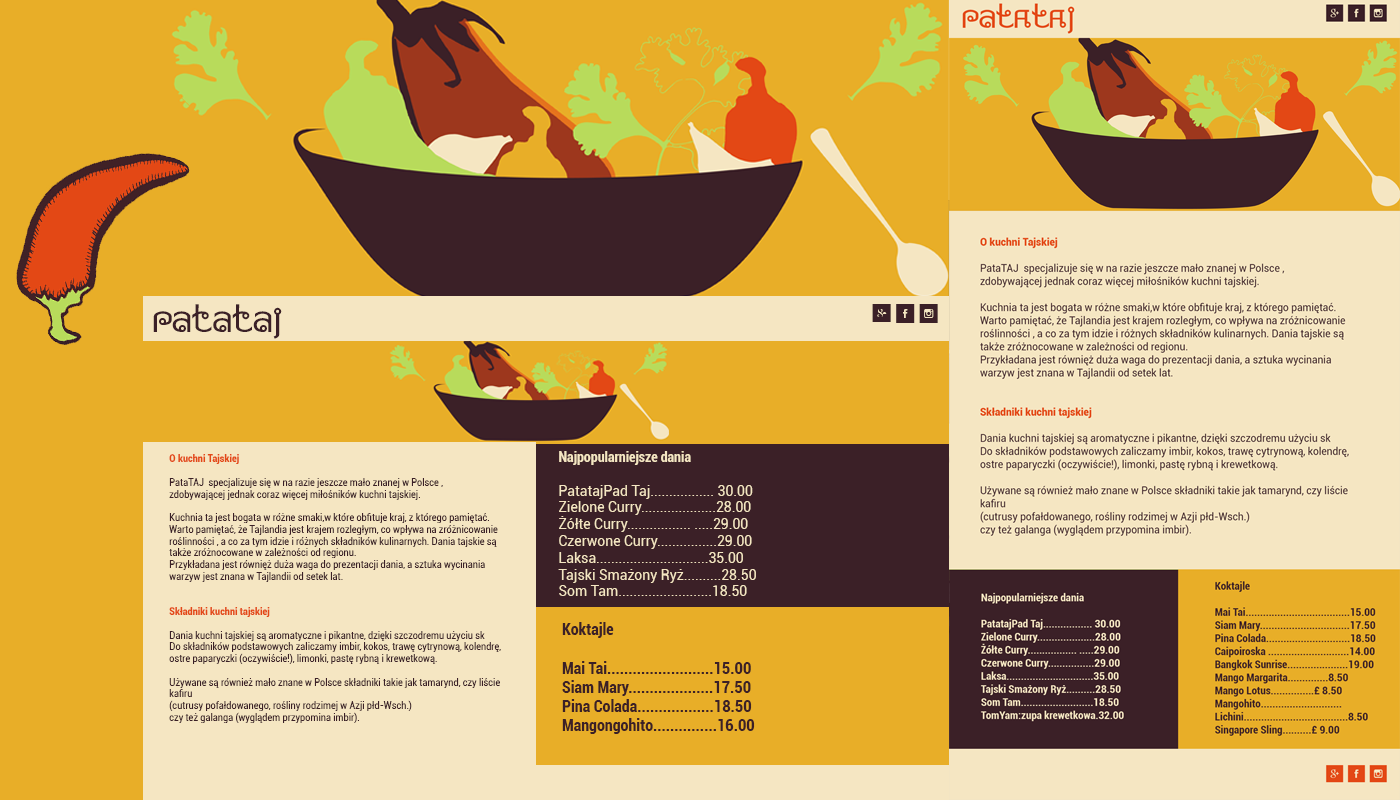 patataj
O kuchni Tajskiej
PataTAJ specjalizuje się w na razie jeszcze mało znanej w Polsce ,
zdobywającej jednak coraz więcej miłośników kuchni tajskiej.
Kuchnia ta jest bogata w różne smaki,w które obfituje kraj, z którego pamiętać.
Warto pamiętać, że Tajlandia jest krajem rozległym, co wpływa na zróżnicowanie
roślinności , a co za tym idzie i różnych składników kulinarnych. Dania tajskie są
także zróżnocowane w zależności od regionu.
Przykładana jest równięż duża waga do prezentacji dania, a sztuka wycinania
warzyw jest znana w Tajlandii od setek lat.
Składniki kuchni tajskiej
Dania kuchni tajskiej są aromatyczne i pikantne, dzięki szczodremu użyciu sk
Do składników podstawowych zaliczamy imbir, kokos, trawę cytrynową, kolendrę,
ostre paparyczki (oczywiście!), limonki, pastę rybną i krewetkową.
Używane są również mało znane w Polsce składniki takie jak tamarynd, czy liście
kafiru
(cutrusy pofałdowanego, rośliny rodzimej w Azji płd-Wsch.)
czy też galanga (wyglądem przypomina imbir).
Najpopularniejsze dania
PatatajPad Taj................ 30.00
Zielone Curry...................28.00
Żółte Curry................ .....29.00
Czerwone Curry...............29.00
Laksa............................35.00
Tajski Smażony Ryż.........28.50
Som Tam........................18.50
Koktajle
Mai Tai.......................15.00
Siam Mary.....................17.50
Pina Colada..................18.50
Mangongohito...............16.00
patataj
O kuchni Tajskiej
PataTAJ specjalizuje się w na razie jeszcze mało znanej w Polsce ,
zdobywającej jednak coraz więcej miłośników kuchni tajskiej.
Kuchnia ta jest bogata w różne smaki,w które obfituje kraj, z którego pamiętać.
Warto pamiętać, że Tajlandia jest krajem rozległym, co wpływa na zróżnicowanie
roślinności , a co za tym idzie i różnych składników kulinarnych. Dania tajskie są
także zróżnocowane w zależności od regionu.
Przykładana jest równięż duża waga do prezentacji dania, a sztuka wycinania
warzyw jest znana w Tajlandii od setek lat.
Składniki kuchni tajskiej
Dania kuchni tajskiej są aromatyczne i pikantne, dzięki szczodremu użyciu sk
Do składników podstawowych zaliczamy imbir, kokos, trawę cytrynową, kolendrę,
ostre paparyczki (oczywiście!), limonki, pastę rybną i krewetkową.
Używane są również mało znane w Polsce składniki takie jak tamarynd, czy liście
kafiru
(cutrusy pofałdowanego, rośliny rodzimej w Azji płd-Wsch.)
czy też galanga (wyglądem przypomina imbir).
Najpopularniejsze dania
PatatajPad Taj................ 30.00
Zielone Curry...................28.00
Żółte Curry................ .....29.00
Czerwone Curry...............29.00
Laksa............................35.00
Tajski Smażony Ryż.........28.50
Som Tam........................18.50
TomYam:zupa krewetkowa.32.00
Koktajle
Mai Tai....................................15.00
Siam Mary...............................17.50
Pina Colada.............................18.50
Caipoiroska ............................14.00
Bangkok Sunrise.....................19.00
Mango Margarita..............8.50
Mango Lotus...............£ 8.50
Mangohito............................
Lichini...................................8.50
Singapore Sling..........£ 9.00